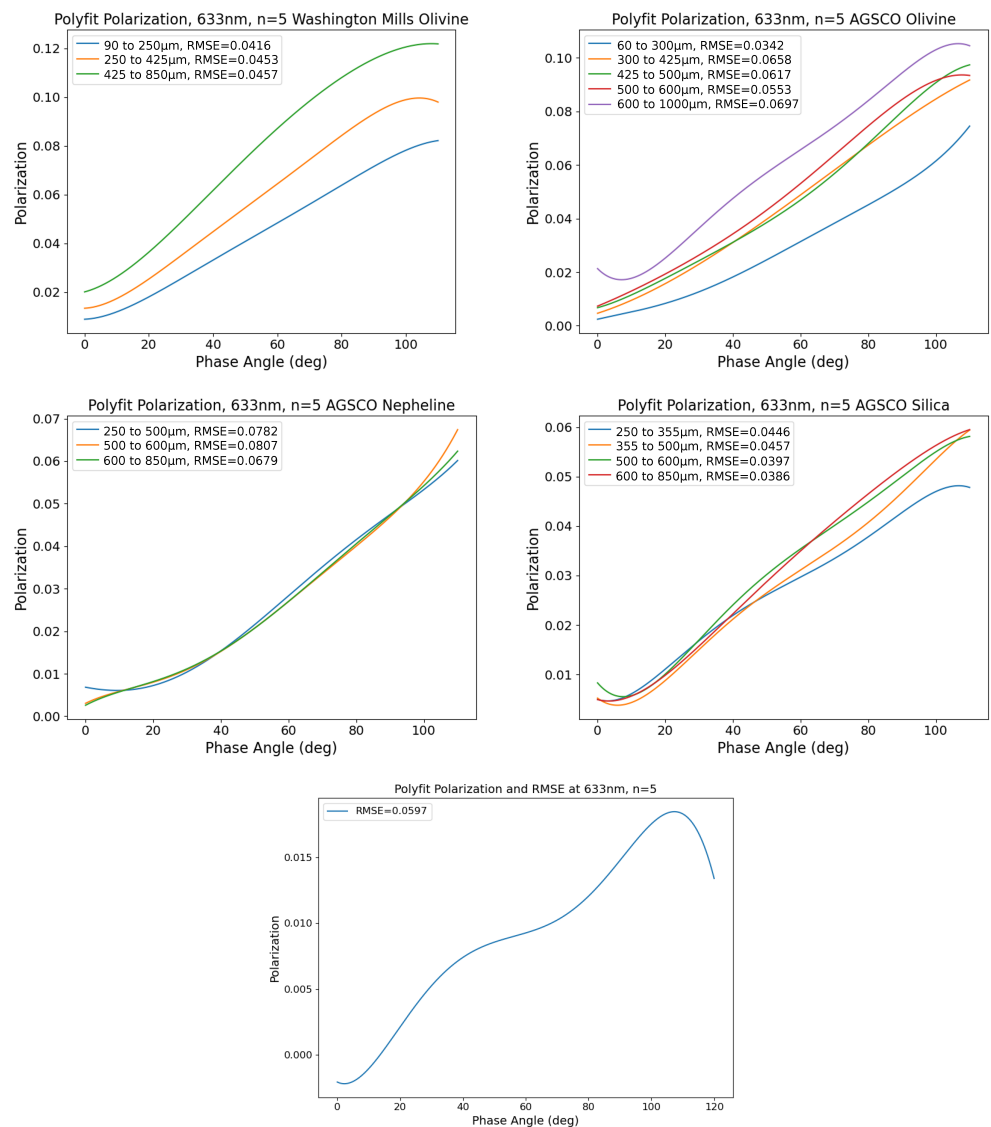 Polyfit Polarization, 633nm, n=5 Washington Mills Olivine
90 to 250µm, RMSE=0.0416
250 to 425µm, RMSE=0.0453
425 to 850µm, RMSE=0.0457
0.12
0.10
0.08
0.06
0.04
0.02
Polarization
0 20 40 60 80 100
Phase Angle (deg)
Polyfit Polarization, 633nm, n=5 AGSCO Olivine
60 to 300µm, RMSE=0.0342
300 to 425µm, RMSE=0.0658
425 to 500µm, RMSE=0.0617
500 to 600µm, RMSE=0.0553
600 to 1000µm, RMSE=0.0697
0.10
0.08
0.06
0.04
0.02
0.00
Polarization
0 20 40 60 80 100
Phase Angle (deg)
Polyfit Polarization, 633nm, n=5 AGSCO Nepheline
250 to 500µm, RMSE=0.0782
500 to 600µm, RMSE=0.0807
600 to 850µm, RMSE=0.0679
0.07
0.06
0.05
0.04
0.03
0.02
0.01
0.00
Polarization
0 20 40 60 80 100
Phase Angle (deg)
Polyfit Polarization, 633nm, n=5 AGSCO Silica
250 to 355µm, RMSE=0.0446
355 to 500µm, RMSE=0.0457
500 to 600µm, RMSE=0.0397
600 to 850µm, RMSE=0.0386
0.06
0.05
0.04
0.03
0.02
0.01
Polarization
0 20 40 60 80 100
Phase Angle (deg)
Polyfit Polarization and RMSE at 633nm, n=5
RMSE=0.0597
0.015
0.010
0.005
0.000
Polarization
0 20 40 60 80 100 120
Phase Angle (deg)